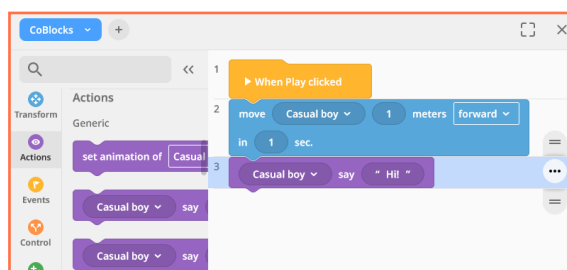 CoBlocks
+
1
When Play clicked
Transform
Actions
Events
Control
Actions
Generic
set animation of Casual
Casual boy say
Casual boy say
2
move Casual boy 1 meters forward
in 1 sec.
3
Casual boy say " Hi! "